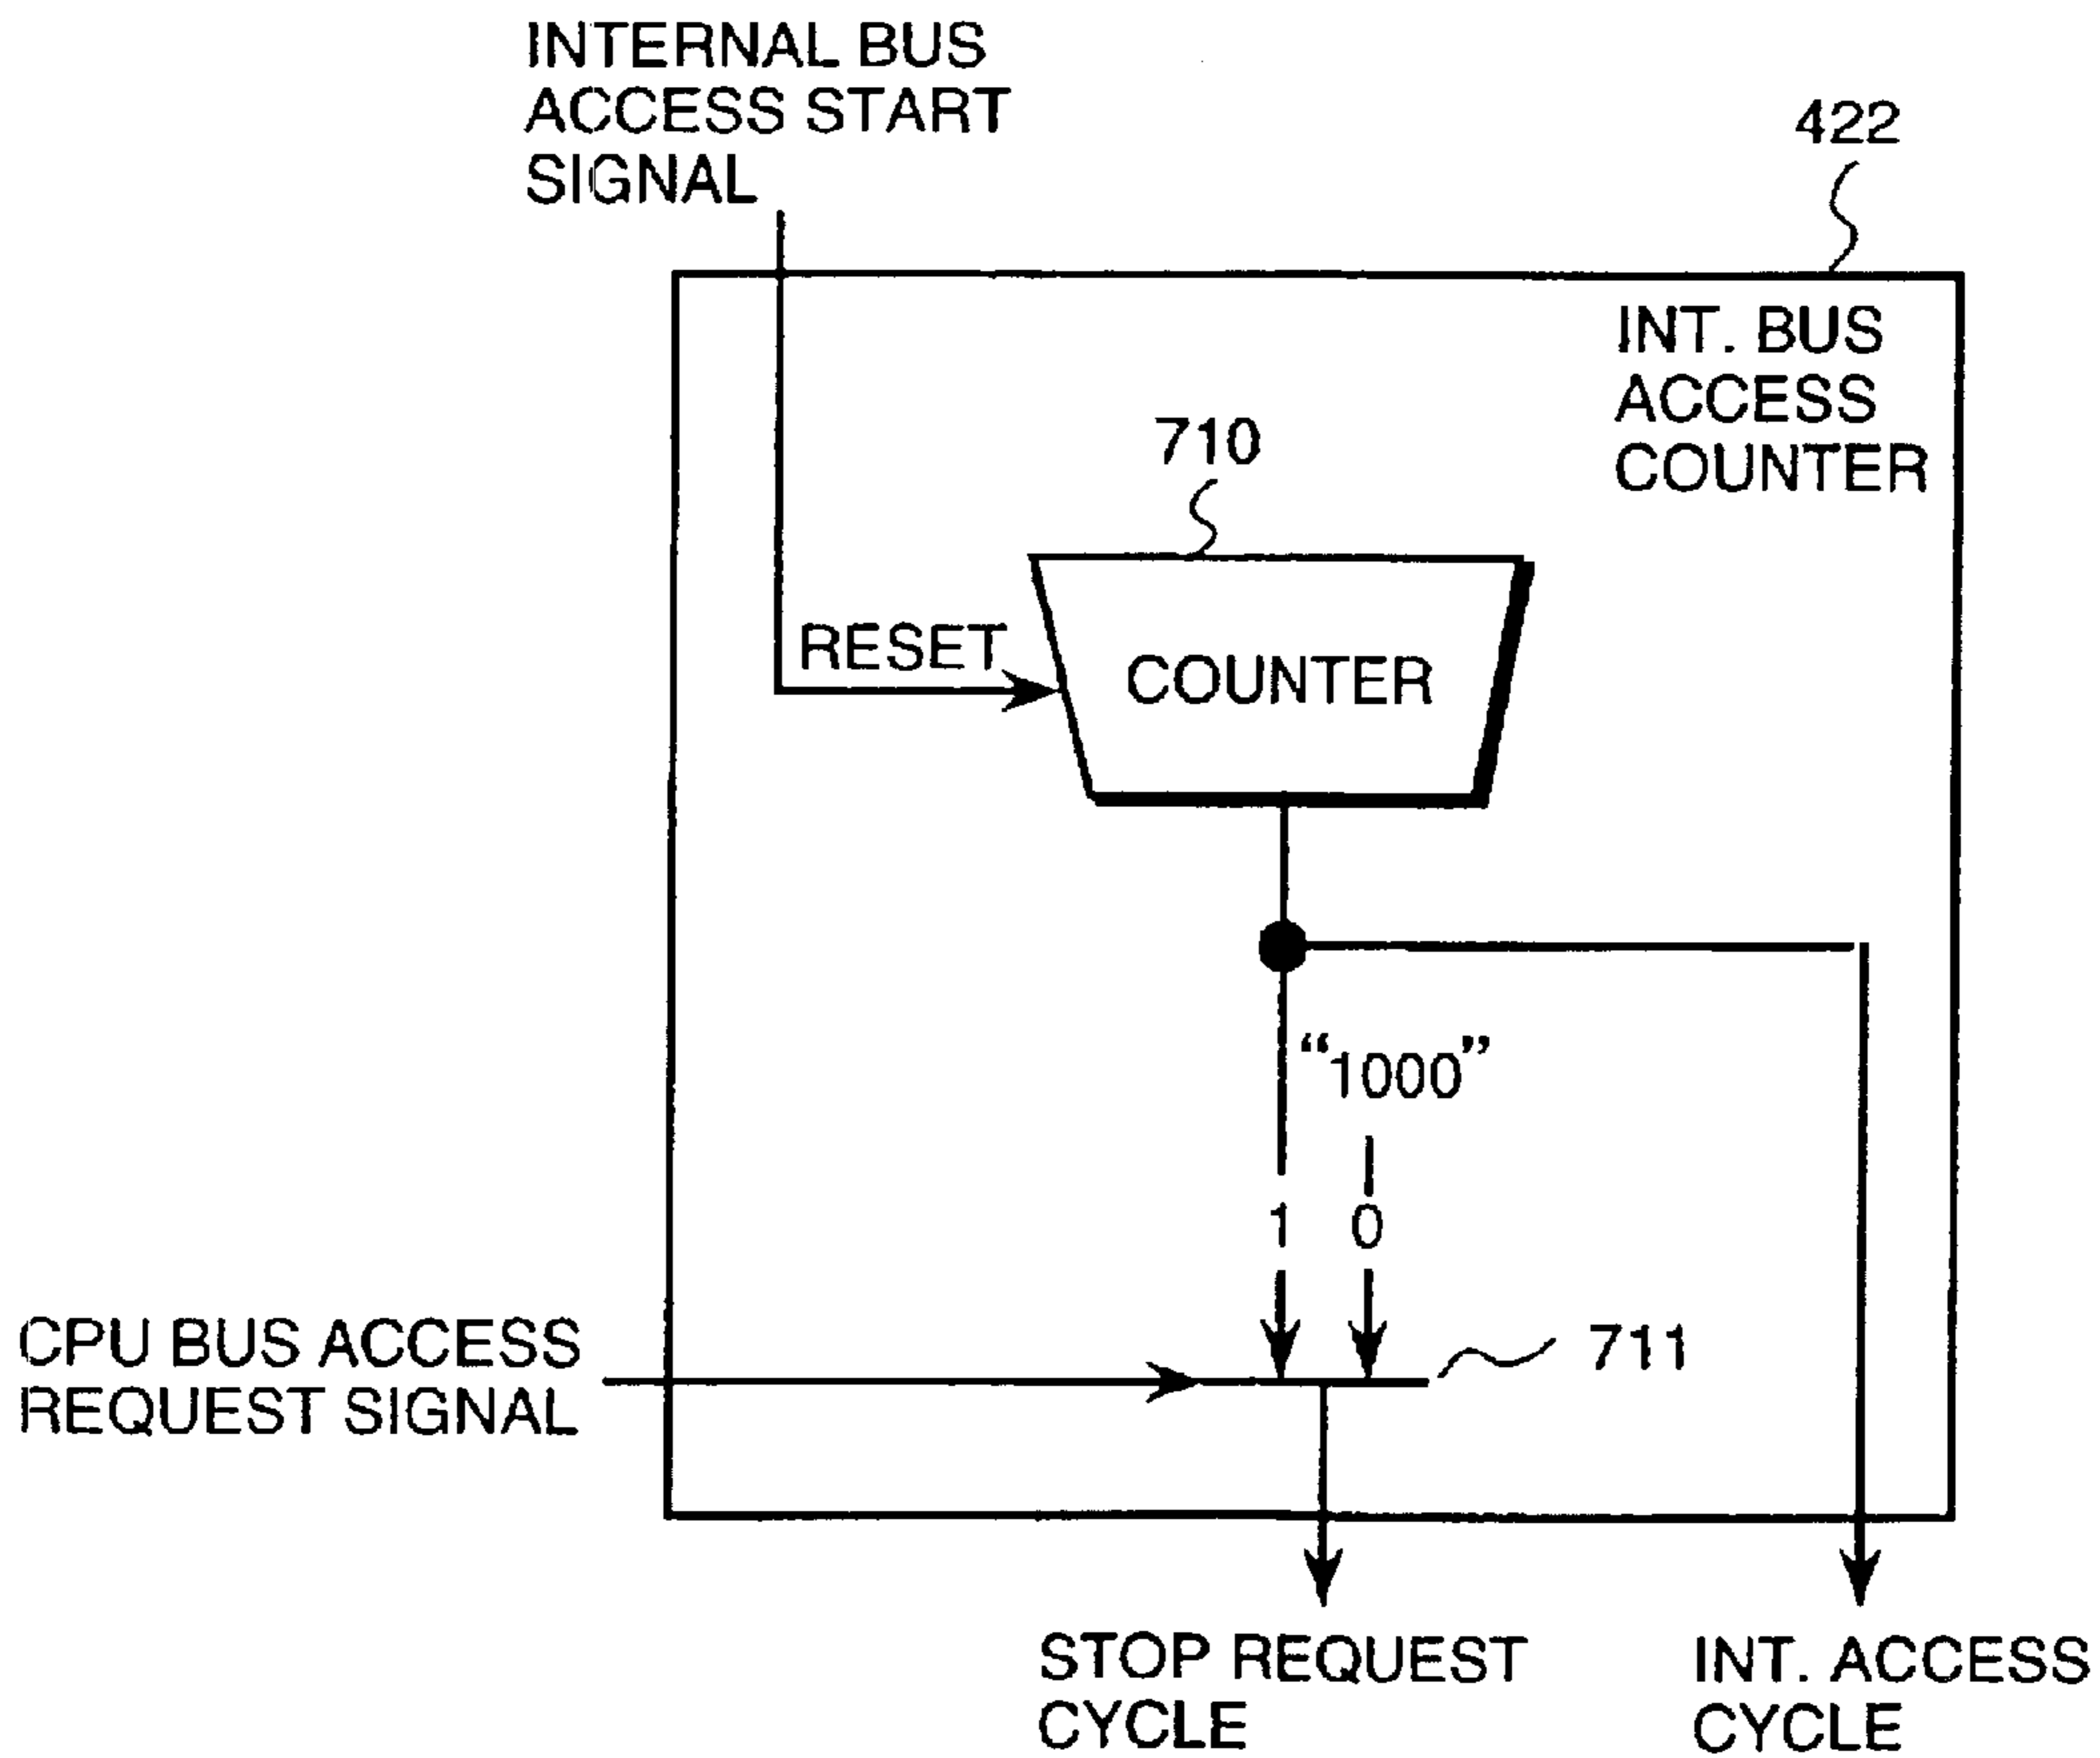 INTERNAL BUS
ACCESS START
SIGNAL
422
INT. BUS
ACCESS
COUNTER
710
RESET
COUNTER
“1000”
1 0
CPU BUS ACCESS
REQUEST SIGNAL
711
STOP REQUEST
CYCLE
INT. ACCESS
CYCLE